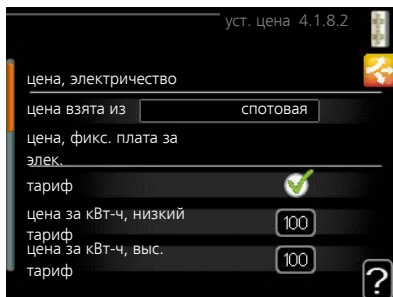 уст. цена 4.1.8.2
цена, электричество
цена взята из спотовая
цена, фикс. плата за
элек.
тариф
цена за кВт-ч, низкий
тариф 100
цена за кВт-ч, выс.
тариф 100
?